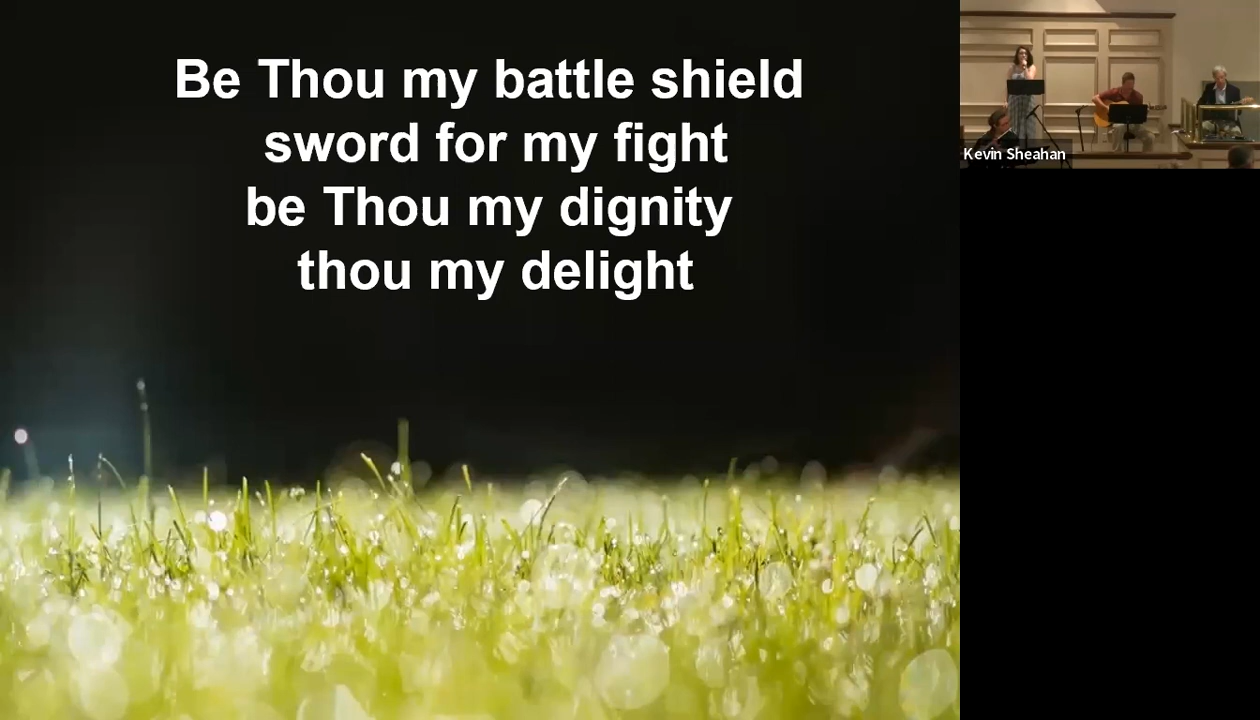 Be Thou my battle shield
sword for my fight
be Thou my dignity
thou my delight
Kevin Sheahan